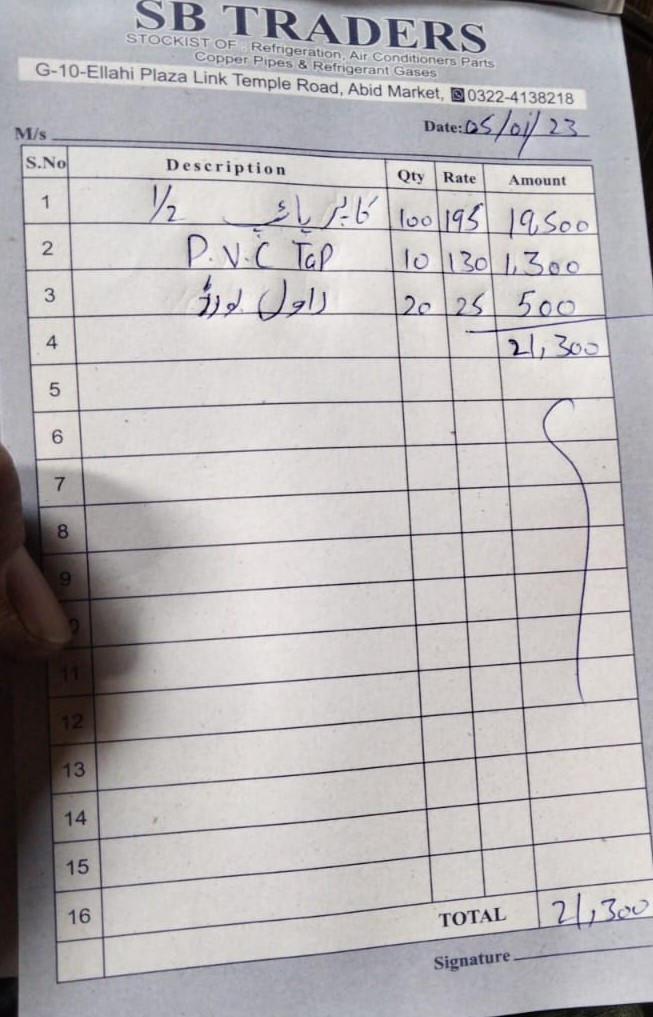 SB TRADERS
STOCKIST OF : Refrigeration, Air Conditioners Parts
Copper Pipes & Refrigerant Gases
G-10-Ellahi Plaza Link Temple Road, Abid Market, 0322-4138218
M/s Date: 05/01/23
S.No Description Qty Rate Amount
1 1/2 کاپر پائپ 100 195 19,500
2 P.V.C TaP 10 130 1,300
3 راول بولٹ 20 25 500
4 21,300
5
6
7
8
9
11
12
13
14
15
16 TOTAL 21,300
Signature